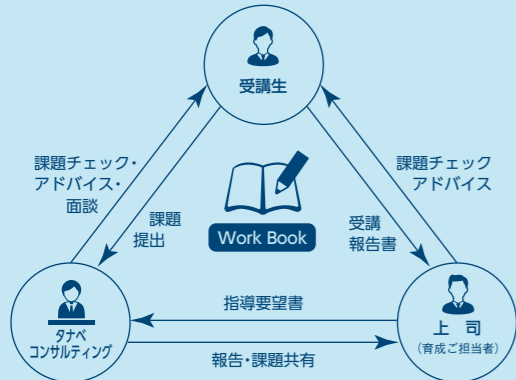 受講生
課題チェック・
アドバイス・
面談
課題
提出
Work Book
受講
報告書
課題チェック
アドバイス
指導要望書
報告・課題共有
タナベ
コンサルティング
上 司
(育成ご担当者)